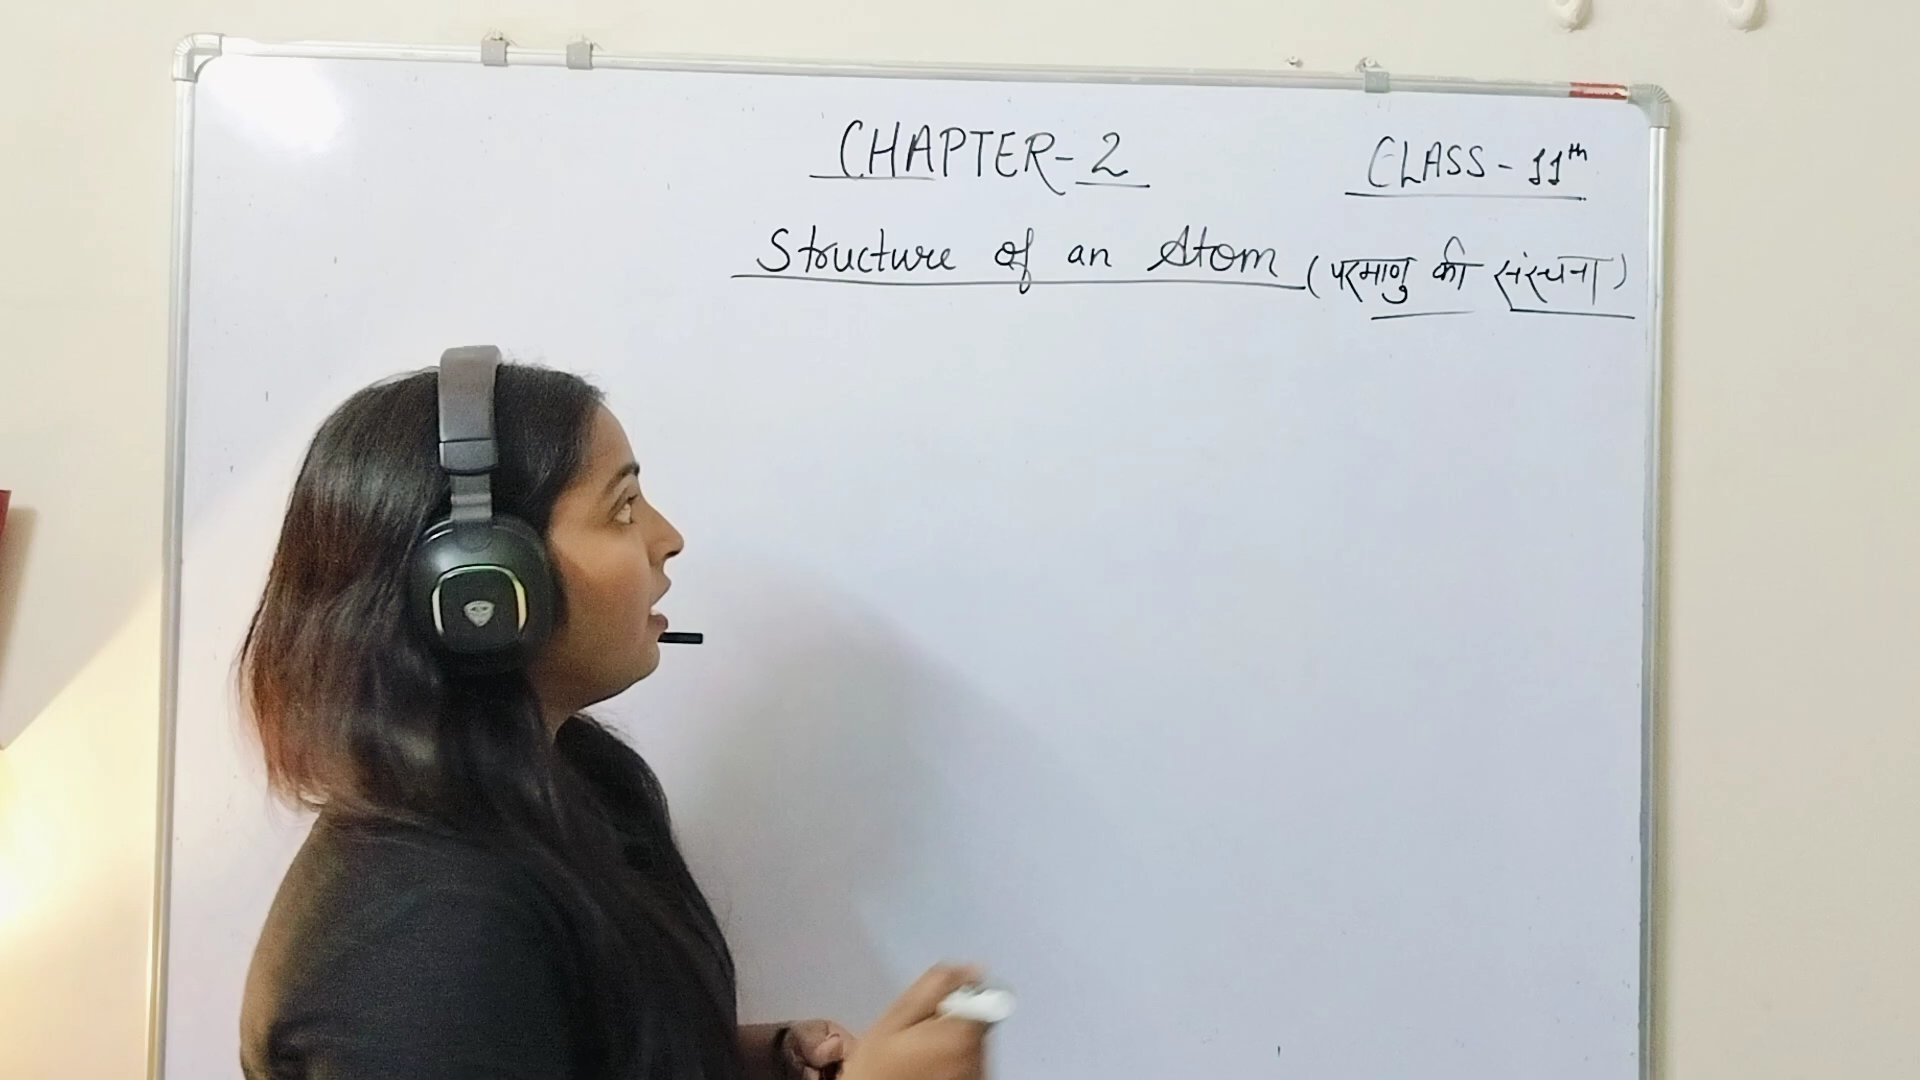 CHAPTER-2
CLASS-11th
Structure of an Atom (परमाणु की संरचना)